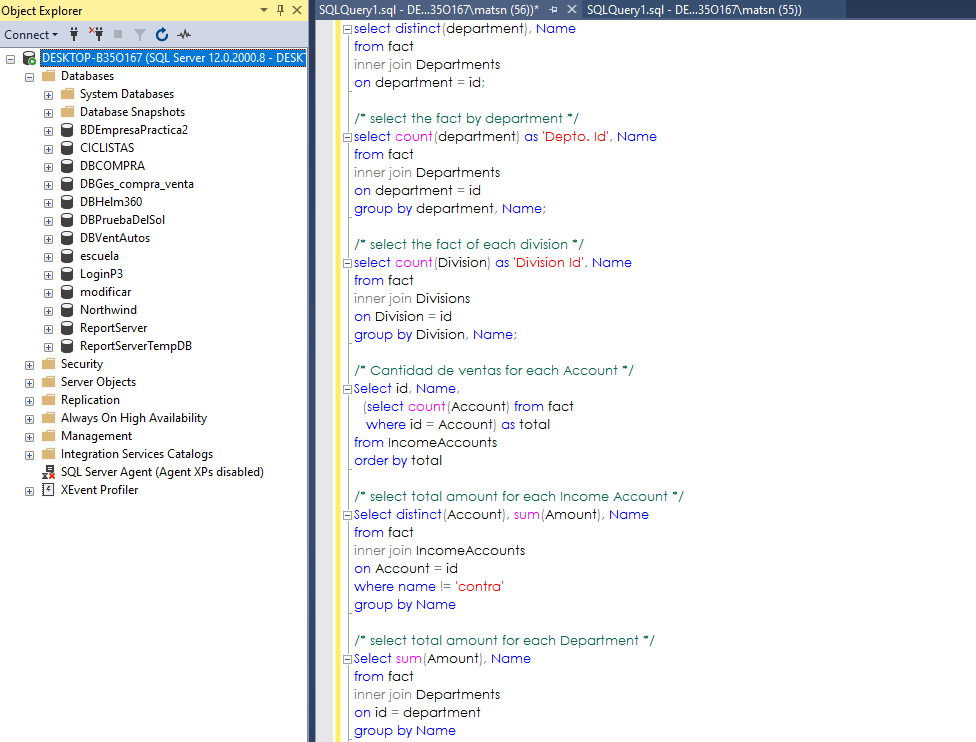 Object Explorer
Connect
DESKTOP-B35O167 (SQL Server 12.0.2000.8 - DESKT
Databases
System Databases
Database Snapshots
BDEmpresaPractica2
CICLISTAS
DBCOMPRA
DBGes_compra_venta
DBHelm360
DBPruebaDelSol
DBVentAutos
escuela
LoginP3
modificar
Northwind
ReportServer
ReportServerTempDB
Security
Server Objects
Replication
Always On High Availability
Management
Integration Services Catalogs
SQL Server Agent (Agent XPs disabled)
XEvent Profiler
SQLQuery1.sql - DE...35O167\matsn (56))*
SQLQuery1.sql - DE...35O167\matsn (55))
select distinct(department), Name
from fact
inner join Departments
on department = id;
/* select the fact by department */
select count(department) as 'Depto. Id', Name
from fact
inner join Departments
on department = id
group by department, Name;
/* select the fact of each division */
select count(Division) as 'Division Id', Name
from fact
inner join Divisions
on Division = id
group by Division, Name;
/* Cantidad de ventas for each Account */
Select id, Name,
(select count(Account) from fact
where id = Account) as total
from IncomeAccounts
order by total
/* select total amount for each Income Account */
Select distinct(Account), sum(Amount), Name
from fact
inner join IncomeAccounts
on Account = id
where name != 'contra'
group by Name
/* select total amount for each Department */
Select sum(Amount), Name
from fact
inner join Departments
on id = department
group by Name